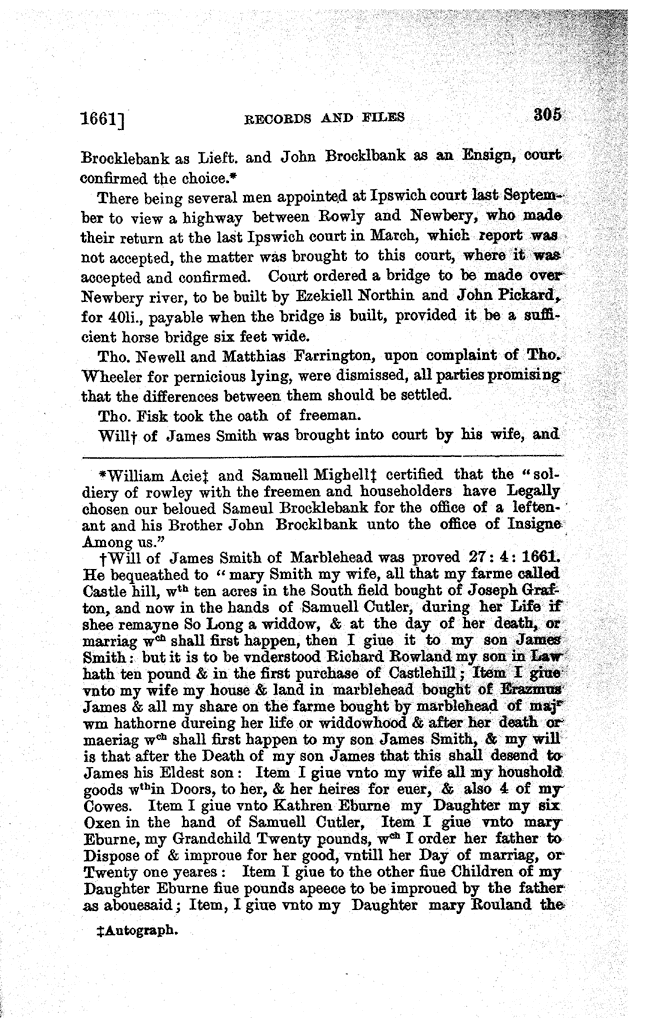 1661] RECORDS AND FILES 305
Brocklebank as Lieft. and John Brocklbank as an Ensign, court
confirmed the choice.*
There being several men appointed at Ipswich court last Septem-
ber to view a highway between Rowly and Newbery, who made
their return at the last Ipswich court in March, which report was
not accepted, the matter was brought to this court, where it was
accepted and confirmed. Court ordered a bridge to be made over
Newbery river, to be built by Ezekiell Northin and John Pickard,
for 40li., payable when the bridge is built, provided it be a suffi-
cient horse bridge six feet wide.
Tho. Newell and Matthias Farrington, upon complaint of Tho.
Wheeler for pernicious lying, were dismissed, all parties promising
that the differences between them should be settled.
Tho. Fisk took the oath of freeman.
Will† of James Smith was brought into court by his wife, and
*William Acie‡ and Samuell Mighell‡ certified that the "sol-
diery of rowley with the freemen and householders have Legally
chosen our beloued Sameul Brocklebank for the office of a leften-
ant and his Brother John Brocklbank unto the office of Insigne
Among us."
†Will of James Smith of Marblehead was proved 27: 4: 1661.
He bequeathed to "mary Smith my wife, all that my farme called
Castle hill, wth ten acres in the South field bought of Joseph Graf-
ton, and now in the hands of Samuell Cutler, during her Life if
shee remayne So Long a widdow, & at the day of her death, or
marriag wch shall first happen, then I giue it to my son James
Smith: but it is to be vnderstood Richard Rowland my son in Law
hath ten pound & in the first purchase of Castlehill; Item I giue
vnto my wife my house & land in marblehead bought of Erazmus
James & all my share on the farme bought by marblehead of majr
wm hathorne dureing her life or widdowhood & after her death or
maeriag wch shall first happen to my son James Smith, & my will
is that after the Death of my son James that this shall desend to
James his Eldest son: Item I giue vnto my wife all my houshold
goods wthin Doors, to her, & her heires for euer, & also 4 of my
Cowes. Item I giue vnto Kathren Eburne my Daughter my six
Oxen in the hand of Samuell Cutler, Item I giue vnto mary
Eburne, my Grandchild Twenty pounds, wch I order her father to
Dispose of & improue for her good, vntill her Day of marriag, or
Twenty one yeares: Item I giue to the other fiue Children of my
Daughter Eburne fiue pounds apeece to be improued by the father
as abouesaid; Item, I giue vnto my Daughter mary Rouland the
‡Autograph.